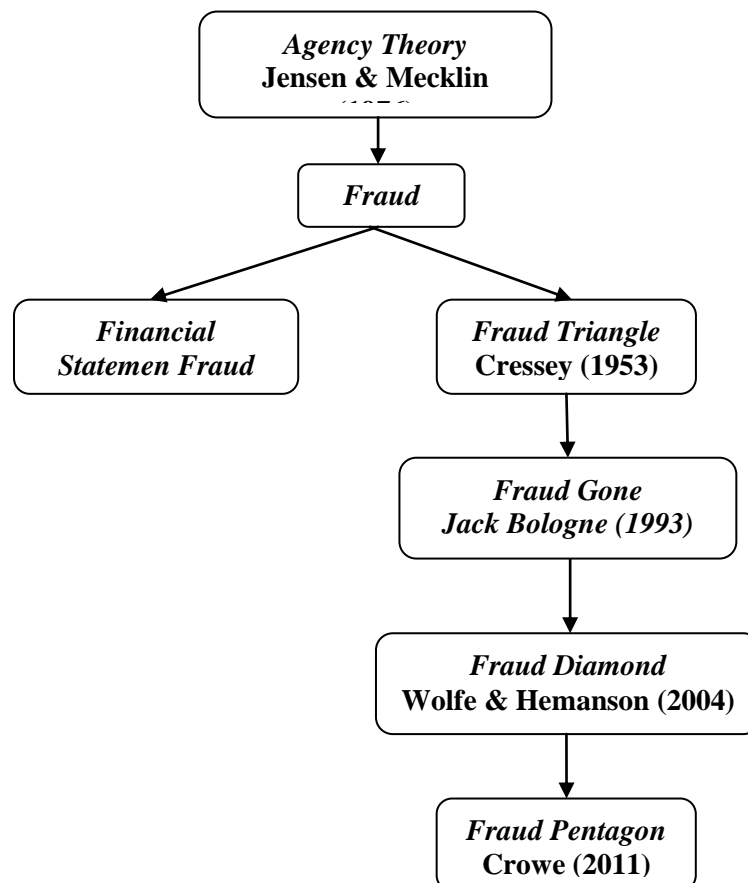 Agency Theory
Jensen & Mecklin
Fraud
Financial
Statemen Fraud
Fraud Triangle
Cressey (1953)
Fraud Gone
Jack Bologne (1993)
Fraud Diamond
Wolfe & Hemanson (2004)
Fraud Pentagon
Crowe (2011)